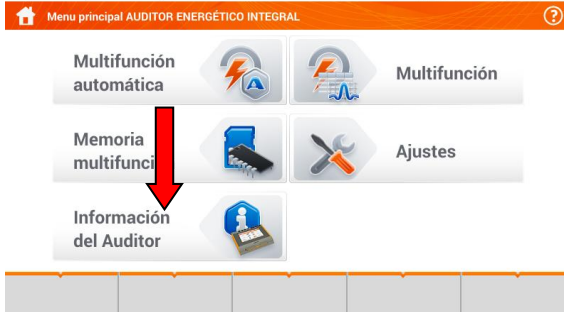 Menu principal AUDITOR ENERGÉTICO INTEGRAL
Multifunción
automática
Multifunción
Memoria
multifunci
Ajustes
Información
del Auditor